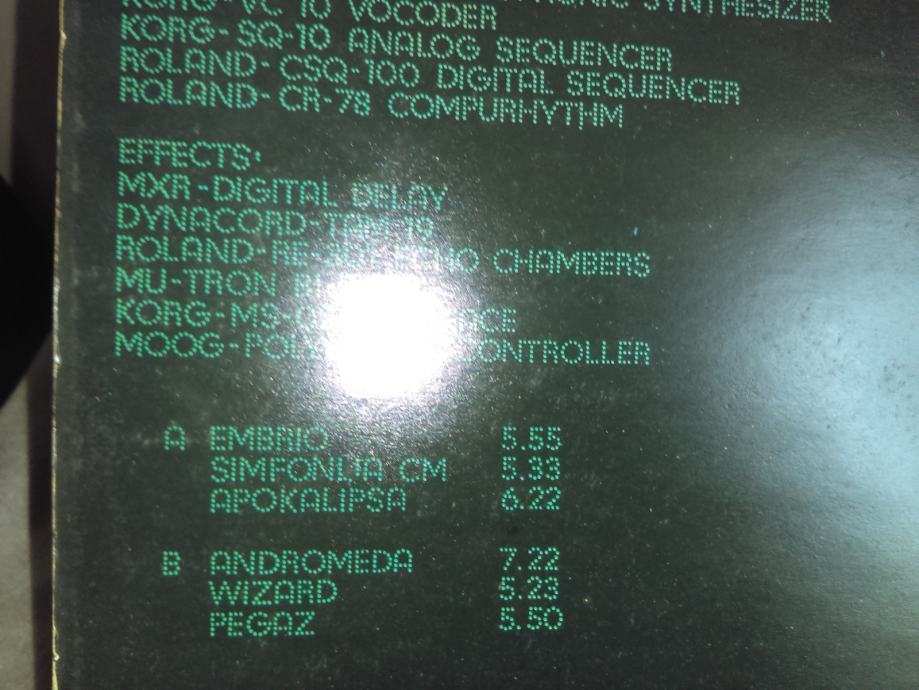 KORG-VC 10 VOCODER SYNTHESIZER
KORG-SQ-10 ANALOG SEQUENCER
ROLAND-CSQ-100 DIGITAL SEQUENCER
ROLAND-CR-78 COMPURHYTHM
EFFECTS:
MXR-DIGITAL DELAY
DYNACORD
ROLAND- CHAMBERS
MU-TRON
KORG-MS-
MOOG- CONTROLLER
A EMBRIO 5.55
SIMFONIJA CM 5.33
APOKALIPSA 6.22
B ANDROMEDA 7.22
WIZARD 5.23
PEGAZ 5.50